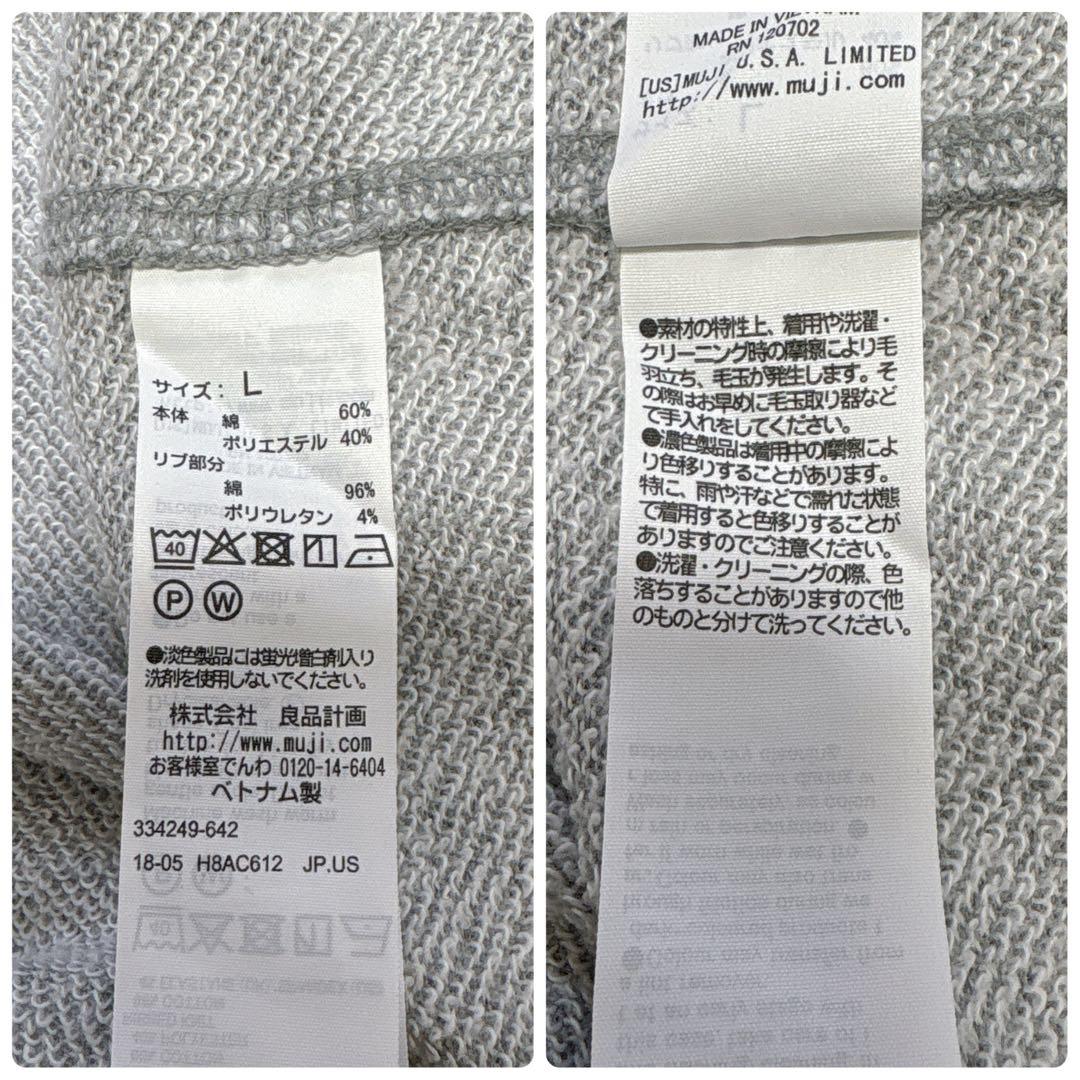 サイズ: L
本体 綿 60%
ポリエステル 40%
リブ部分
綿 96%
ポリウレタン 4%
40
P W
●淡色製品には蛍光増白剤入り
洗剤を使用しないでください。
株式会社 良品計画
http://www.muji.com
お客様室でんわ 0120-14-6404
ベトナム製
334249-642
18-05 H8AC612 JP.US
MADE IN VIETNAM
RN 120702
[US]MUJI U.S.A. LIMITED
http://www.muji.com
●素材の特性上、着用や洗濯・
クリーニング時の摩擦により毛
羽立ち、毛玉が発生します。そ
の際はお早めに毛玉取り器など
で手入れをしてください。
●濃色製品は着用中の摩擦によ
り色移りすることがあります。
特に、雨や汗などで濡れた状態
で着用すると色移りすることが
ありますのでご注意ください。
●洗濯・クリーニングの際、色
落ちすることがありますので他
のものと分けて洗ってください。